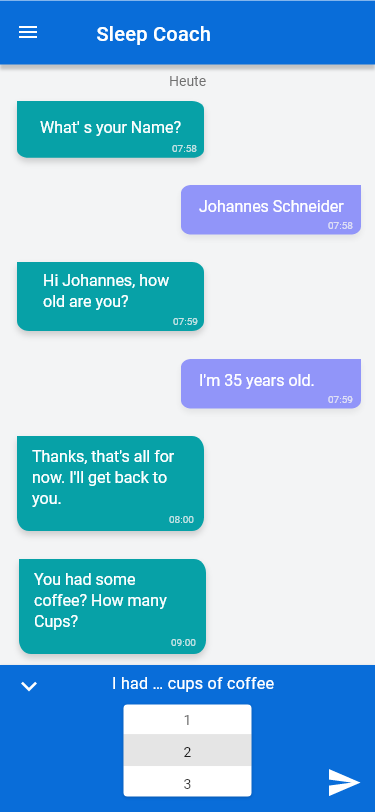 Sleep Coach
Heute
What' s your Name?
07:58
Johannes Schneider
07:58
Hi Johannes, how
old are you?
07:59
I'm 35 years old.
07:59
Thanks, that's all for
now. I'll get back to
you.
08:00
You had some
coffee? How many
Cups?
09:00
I had ... cups of coffee
1
2
3